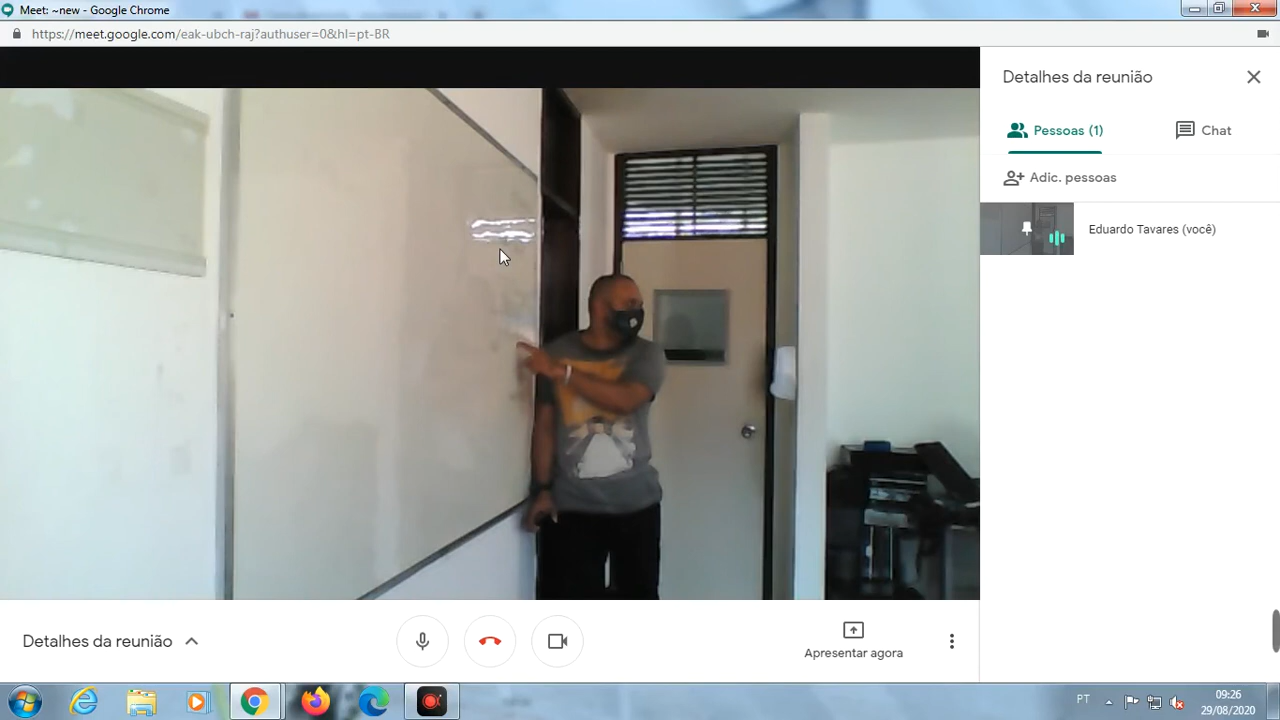 Meet: ~new - Google Chrome
https://meet.google.com/eak-ubch-raj?authuser=0&hl=pt-BR
Detalhes da reunião
Pessoas (1)
Chat
Adic. pessoas
Eduardo Tavares (você)
Detalhes da reunião
Apresentar agora
PT
09:26
29/08/2020